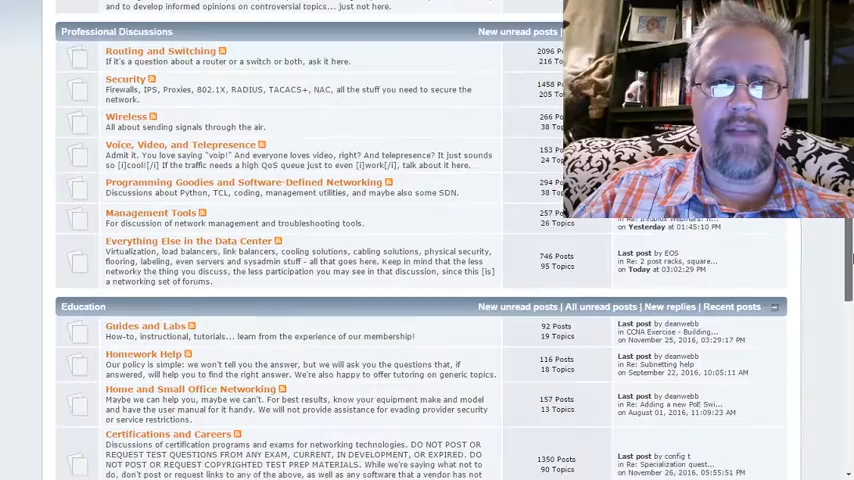 and to develop informed opinions on controversial topics... just not here.
Professional Discussions
New unread posts
Routing and Switching
If it's a question about a router or a switch or both, ask it here.
2096
216 T
Security
Firewalls, IPS, Proxies, 802.1X, RADIUS, TACACS+, NAC, all the stuff you need to secure the
network.
1458
205
Wireless
All about sending signals through the air.
266
38
Voice, Video, and Telepresence
Admit it. You love saying "voip!" And everyone loves video, right? And telepresence? It just sounds
so [i]cool[/i] If the traffic needs a high QoS queue just to even [i]work[/i], talk about it here.
153
24
Programming Goodies and Software-Defined Networking
Discussions about Python, TCL, coding, management utilities, and maybe also some SDN.
294
38
Management Tools
For discussion of network management and troubleshooting tools.
257
26
on Yesterday at 01:45:10 PM
Everything Else in the Data Center
Virtualization, load balancers, link balancers, cooling solutions, cabling solutions, physical security,
flooring, labeling, even servers and sysadmin stuff - all that goes here. Keep in mind that the less
networky the thing you discuss, the less participation you may see in that discussion, since this [is]
a networking set of forums.
746 Posts
95 Topics
Last post by EOS
in Re: 2 post racks, square...
on Today at 03:02:29 PM
Education
New unread posts | All unread posts | New replies | Recent posts
Guides and Labs
How-to, instructional, tutorials... learn from the experience of our membership!
92 Posts
19 Topics
Last post by deanwebb
in CCNA Exercise - Building...
on November 25, 2016, 03:29:17 PM
Homework Help
Our policy is simple: we won't tell you the answer, but we will ask you the questions that, if
answered, will help you to find the right answer. We're also happy to offer tutoring on generic topics.
116 Posts
18 Topics
Last post by deanwebb
in Re: Subnetting help
on September 22, 2016, 10:05:11 AM
Home and Small Office Networking
Maybe we can help you, maybe we can't. For best results, know your equipment make and model
and have the user manual for it handy. We will not provide assistance for evading provider security
or service restrictions.
157 Posts
13 Topics
Last post by deanwebb
in Re: Adding a new PoE Swi...
on August 01, 2016, 11:09:23 AM
Certifications and Careers
Discussions of certification programs and exams for networking technologies. DO NOT POST OR
REQUEST TEST QUESTIONS FROM ANY EXAM, CURRENT, IN DEVELOPMENT, OR EXPIRED. DO
NOT POST OR REQUEST COPYRIGHTED TEST PREP MATERIALS. While we're saying what not to
do, don't post or request links to any of the above, as well as any software that a vendor has not
1350 Posts
90 Topics
Last post by config t
in Re: Specialization quest...
on November 26, 2016, 05:55:51 PM